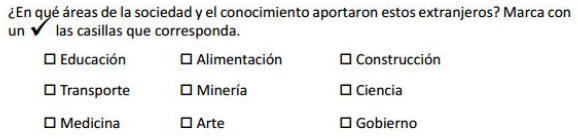 ¿En qué áreas de la sociedad y el conocimiento aportaron estos extranjeros? Marca con
un ✓ las casillas que corresponda.
☐ Educación ☐ Alimentación ☐ Construcción
☐ Transporte ☐ Minería ☐ Ciencia
☐ Medicina ☐ Arte ☐ Gobierno